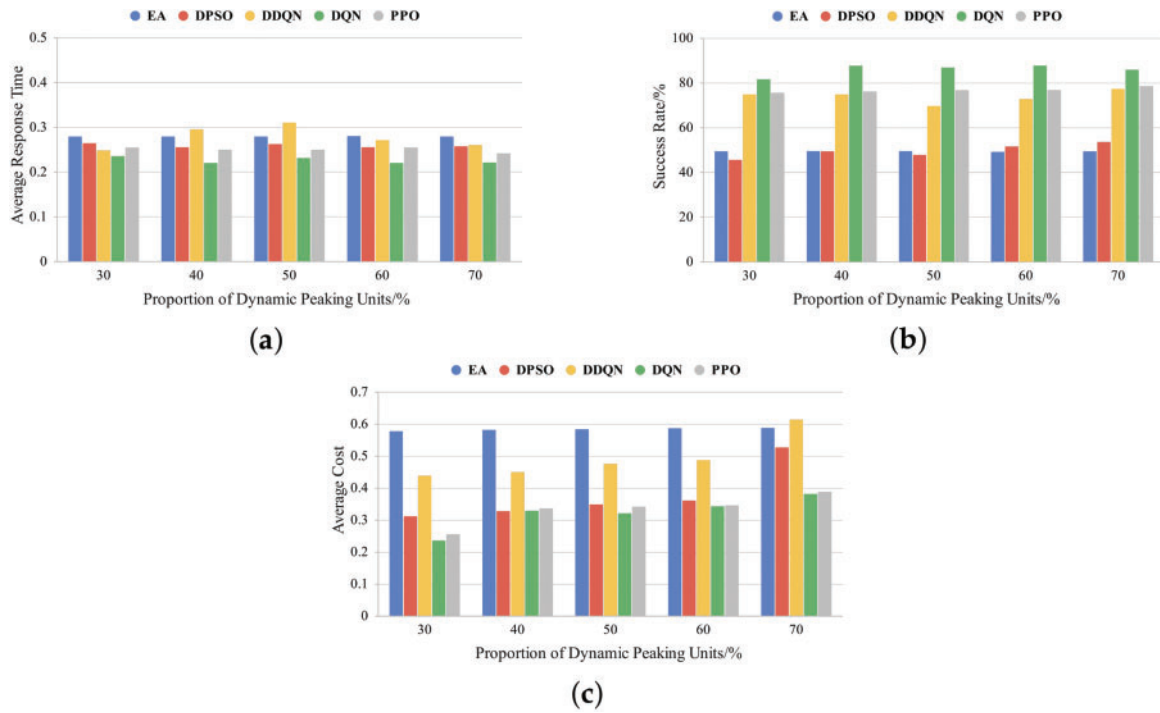 EA DPSO DDQN DQN PPO
0.5
0.4
0.3
0.2
0.1
0
Average Response Time
30 40 50 60 70
Proportion of Dynamic Peaking Units/%
(a)
EA DPSO DDQN DQN PPO
100
80
60
40
20
0
Success Rate/%
30 40 50 60 70
Proportion of Dynamic Peaking Units/%
(b)
EA DPSO DDQN DQN PPO
0.7
0.6
0.5
0.4
0.3
0.2
0.1
0
Average Cost
30 40 50 60 70
Proportion of Dynamic Peaking Units/%
(c)